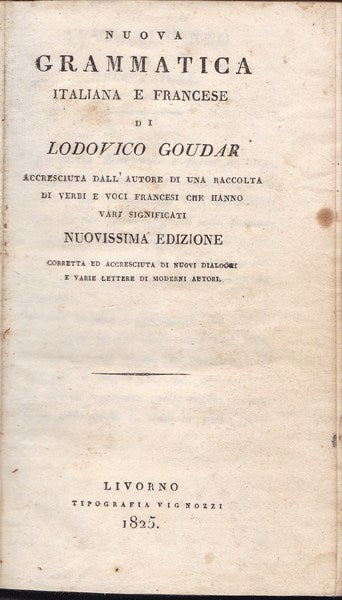 NUOVA
GRAMMATICA
ITALIANA E FRANCESE
DI
LODOVICO GOUDAR
ACCRESCIUTA DALL' AUTORE DI UNA RACCOLTA
DI VERBI E VOCI FRANCESI CHE HANNO
VARJ SIGNIFICATI
NUOVISSIMA EDIZIONE
CORRETTA ED ACCRESCIUTA DI NUOVI DIALOGHI
E VARIE LETTERE DI MODERNI AUTORI.
LIVORNO
TIPOGRAFIA VIGNOZZI
1825.